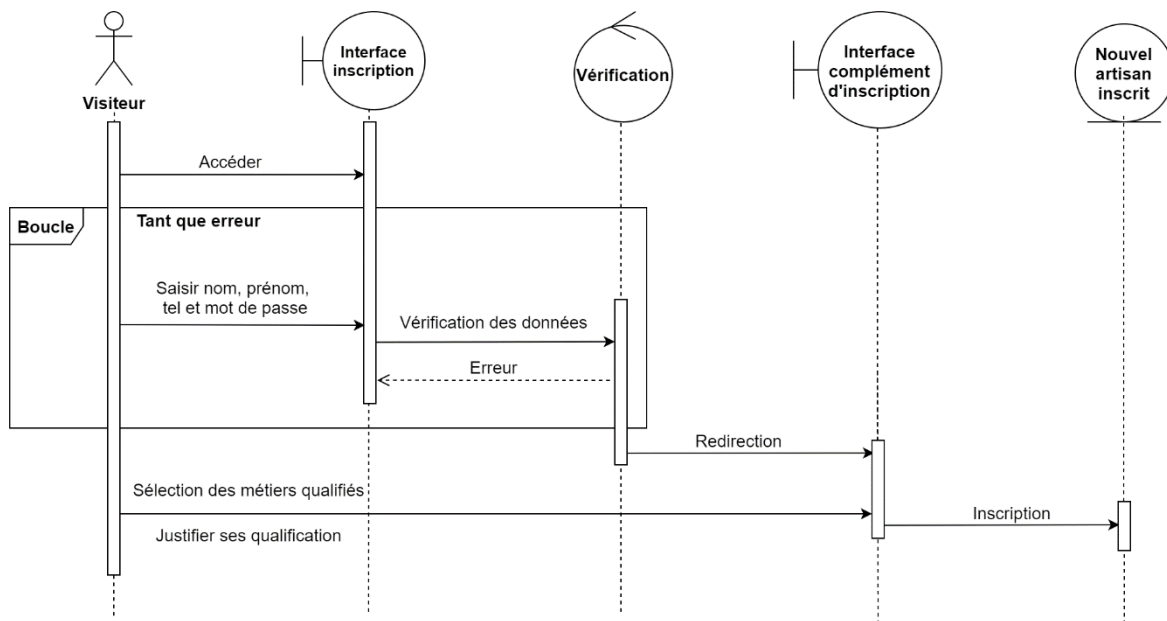 Visiteur
Interface
inscription
Vérification
Interface
complément
d'inscription
Nouvel
artisan
inscrit
Accéder
Boucle
Tant que erreur
Saisir nom, prénom,
tel et mot de passe
Vérification des données
Erreur
Redirection
Sélection des métiers qualifiés
Justifier ses qualification
Inscription